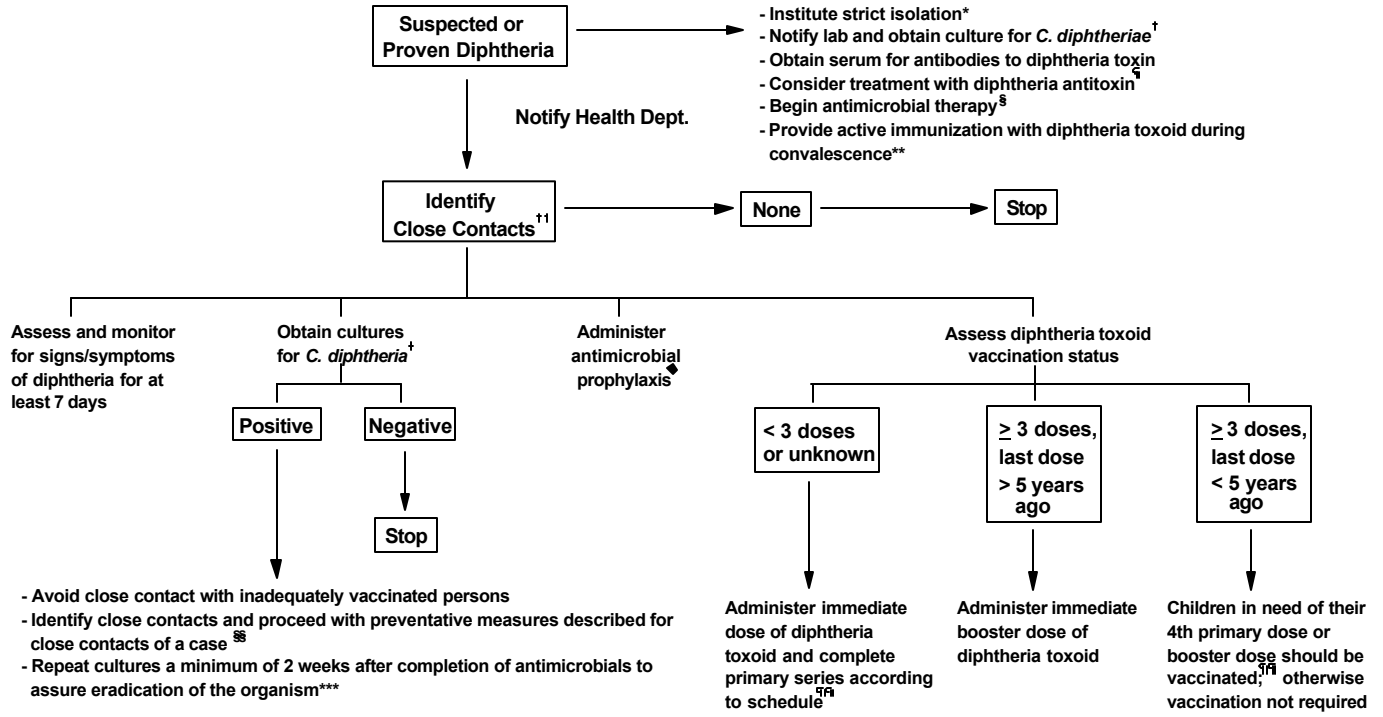 Suspected or
Proven Diphtheria
- Institute strict isolation*
- Notify lab and obtain culture for C. diphtheriae†
- Obtain serum for antibodies to diphtheria toxin
- Consider treatment with diphtheria antitoxin¶
- Begin antimicrobial therapy§
- Provide active immunization with diphtheria toxoid during
convalescence**
Notify Health Dept.
Identify
Close Contacts††
None
Stop
Assess and monitor
for signs/symptoms
of diphtheria for at
least 7 days
Obtain cultures
for C. diphtheria†
Positive
Negative
Stop
- Avoid close contact with inadequately vaccinated persons
- Identify close contacts and proceed with preventative measures described for
close contacts of a case §§
- Repeat cultures a minimum of 2 weeks after completion of antimicrobials to
assure eradication of the organism***
Administer
antimicrobial
prophylaxis◆
Assess diphtheria toxoid
vaccination status
< 3 doses
or unknown
Administer immediate
dose of diphtheria
toxoid and complete
primary series according
to schedule¶¶
≥ 3 doses,
last dose
> 5 years
ago
Administer immediate
booster dose of
diphtheria toxoid
≥ 3 doses,
last dose
< 5 years
ago
Children in need of their
4th primary dose or
booster dose should be
vaccinated;¶¶ otherwise
vaccination not required